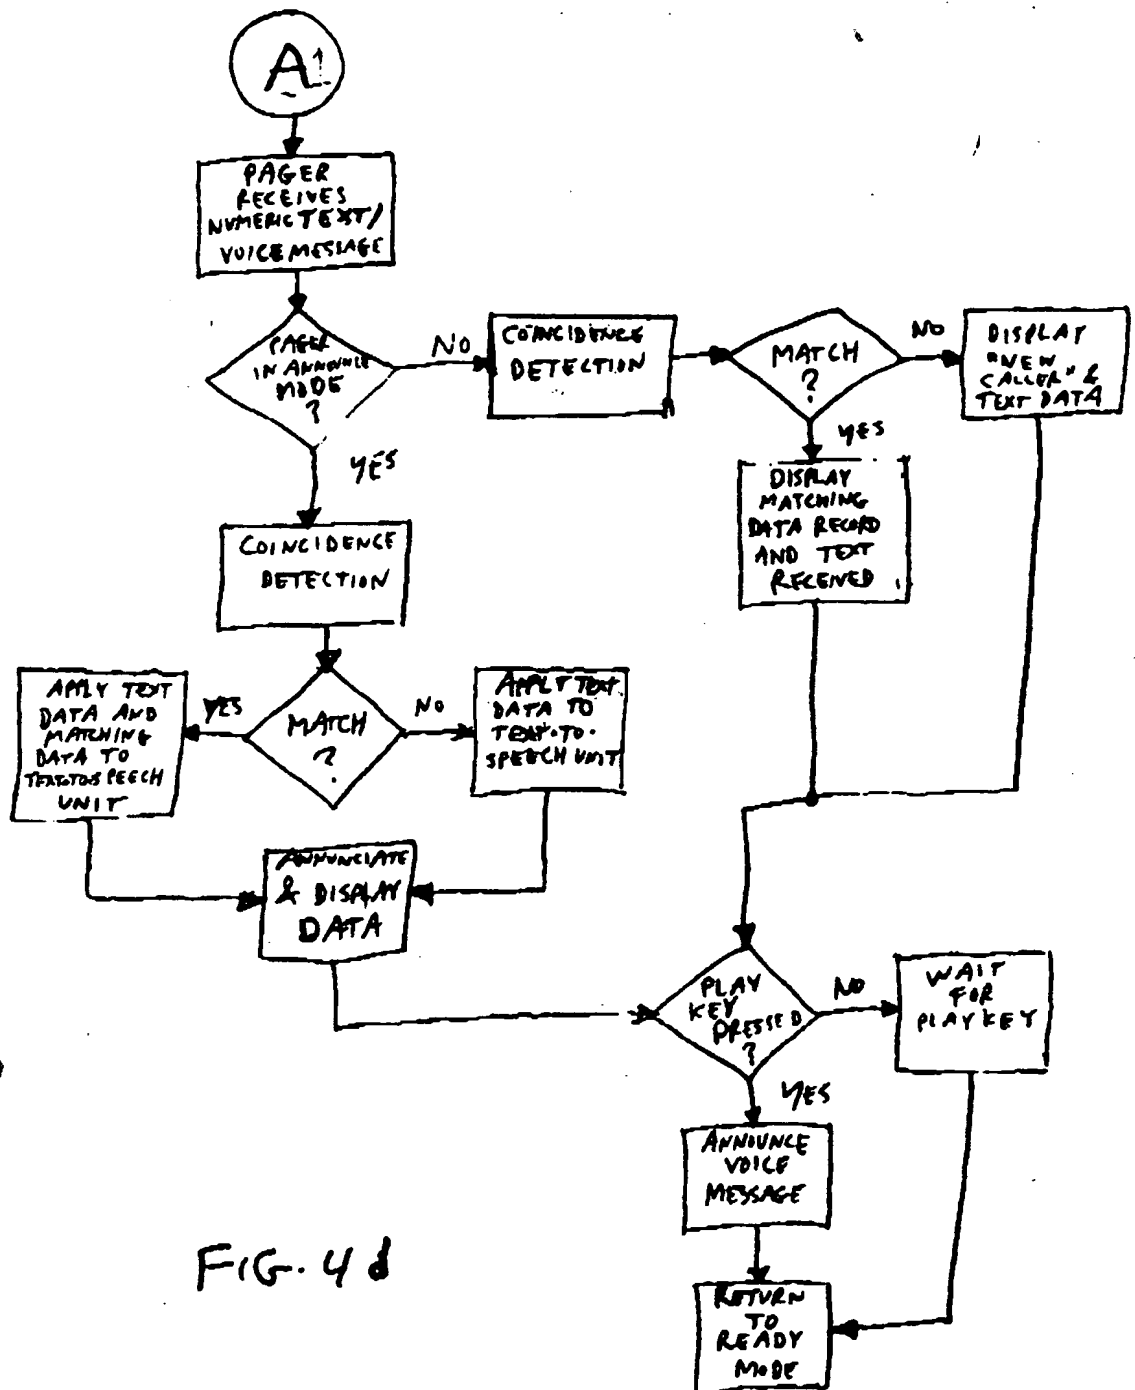 A1
PAGER
RECEIVES
NUMERIC TEXT/
VOICE MESSAGE
PAGER
IN ANNOUNCE
MODE
?
NO
COINCIDENCE
DETECTION
MATCH
?
NO
DISPLAY
"NEW
CALLER" &
TEXT DATA
YES
DISPLAY
MATCHING
DATA RECORD
AND TEXT
RECEIVED
YES
COINCIDENCE
DETECTION
MATCH
?
YES
APPLY TEXT
DATA AND
MATCHING
DATA TO
TEXT-TO-SPEECH
UNIT
NO
APPLY TEXT
DATA TO
TEXT-TO-
SPEECH UNIT
ANNUNCIATE
& DISPLAY
DATA
PLAY
KEY
PRESSED
?
NO
WAIT
FOR
PLAY KEY
YES
ANNOUNCE
VOICE
MESSAGE
RETURN
TO
READY
MODE
FIG. 4d